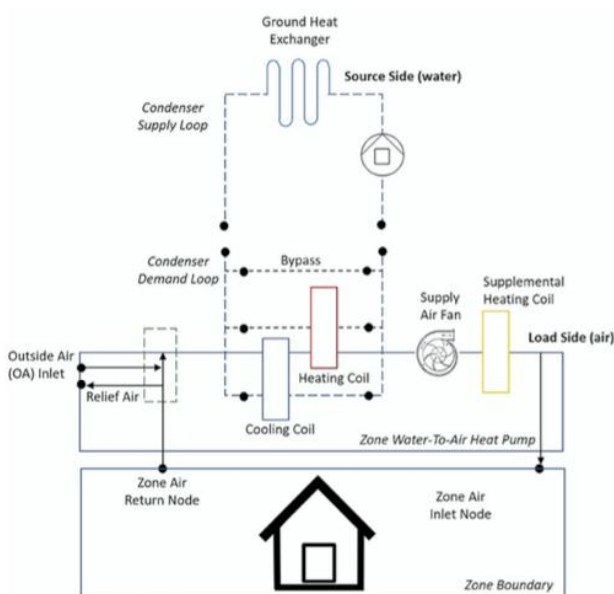 Ground Heat
Exchanger
Source Side (water)
Condenser
Supply Loop
Condenser
Demand Loop
Bypass
Supply
Air Fan
Supplemental
Heating Coil
Load Side (air)
Outside Air
(OA) Inlet
Relief Air
Heating Coil
Cooling Coil
Zone Water-To-Air Heat Pump
Zone Air
Return Node
Zone Air
Inlet Node
Zone Boundary